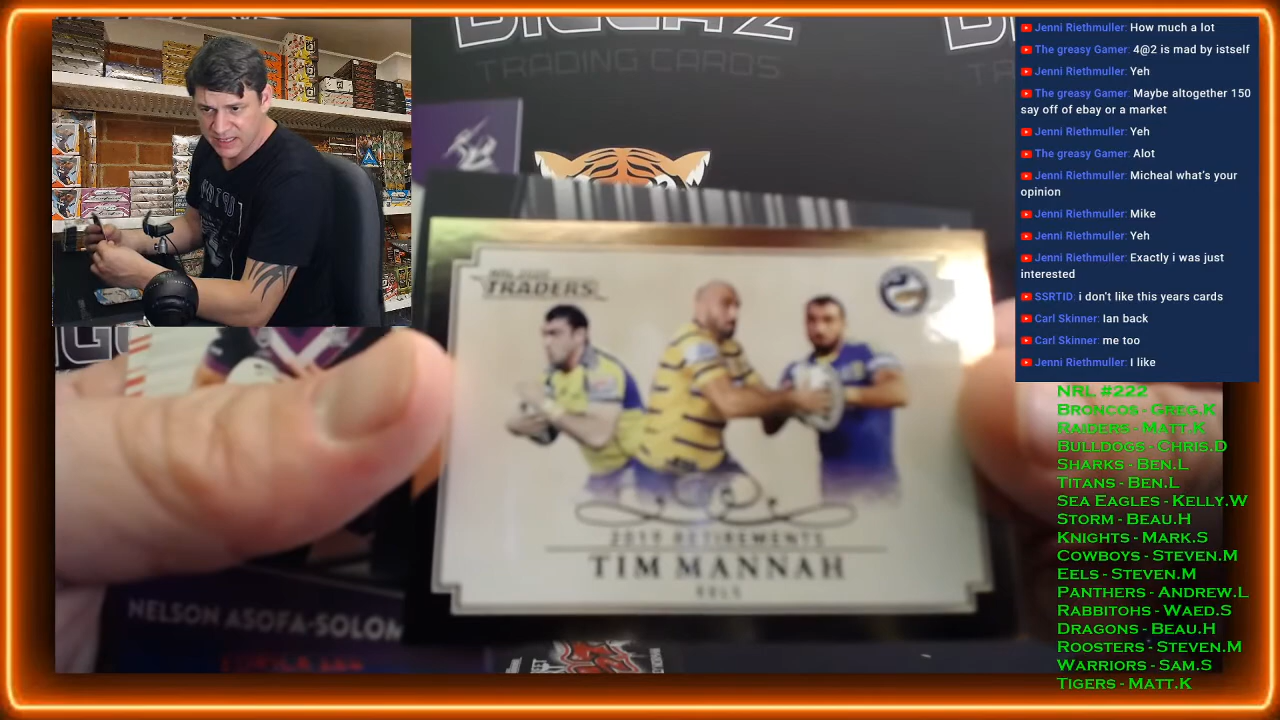 DIGGAZ
TRADING CARDS
NRL 2020
TRADERS
2019 RETIREMENTS
TIM MANNAH
EELS
NELSON ASOFA-SOLOM
Jenni Riethmuller: How much a lot
The greasy Gamer: 4@2 is mad by istself
Jenni Riethmuller: Yeh
The greasy Gamer: Maybe altogether 150
say off of ebay or a market
Jenni Riethmuller: Yeh
The greasy Gamer: Alot
Jenni Riethmuller: Micheal what's your
opinion
Jenni Riethmuller: Mike
Jenni Riethmuller: Yeh
Jenni Riethmuller: Exactly i was just
interested
SSRTID: i don't like this years cards
Carl Skinner: Ian back
Carl Skinner: me too
Jenni Riethmuller: I like
NRL #222
Broncos - Greg.K
Raiders - Matt.K
Bulldogs - Chris.D
Sharks - Ben.L
Titans - Ben.L
Sea Eagles - Kelly.W
Storm - Beau.H
Knights - Mark.S
Cowboys - Steven.M
Eels - Steven.M
Panthers - Andrew.L
Rabbitohs - Waed.S
Dragons - Beau.H
Roosters - Steven.M
Warriors - Sam.S
Tigers - Matt.K